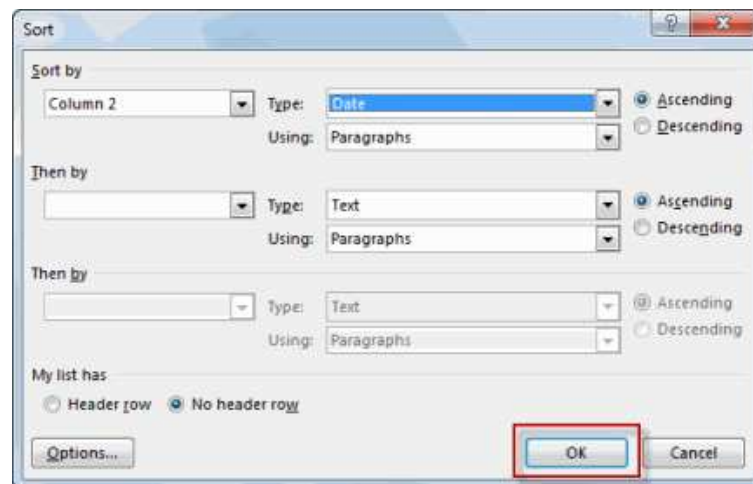 Sort
Sort by
Column 2 Type: Date Ascending
Using: Paragraphs Descending
Then by
Type: Text Ascending
Using: Paragraphs Descending
Then by
Type: Text Ascending
Using: Paragraphs Descending
My list has
Header row No header row
Options... OK Cancel